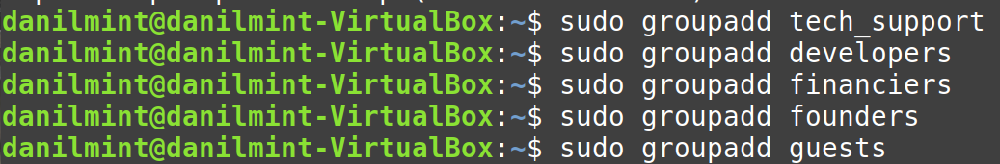 danilmint@danilmint-VirtualBox:~$ sudo groupadd tech_support
danilmint@danilmint-VirtualBox:~$ sudo groupadd developers
danilmint@danilmint-VirtualBox:~$ sudo groupadd financiers
danilmint@danilmint-VirtualBox:~$ sudo groupadd founders
danilmint@danilmint-VirtualBox:~$ sudo groupadd guests